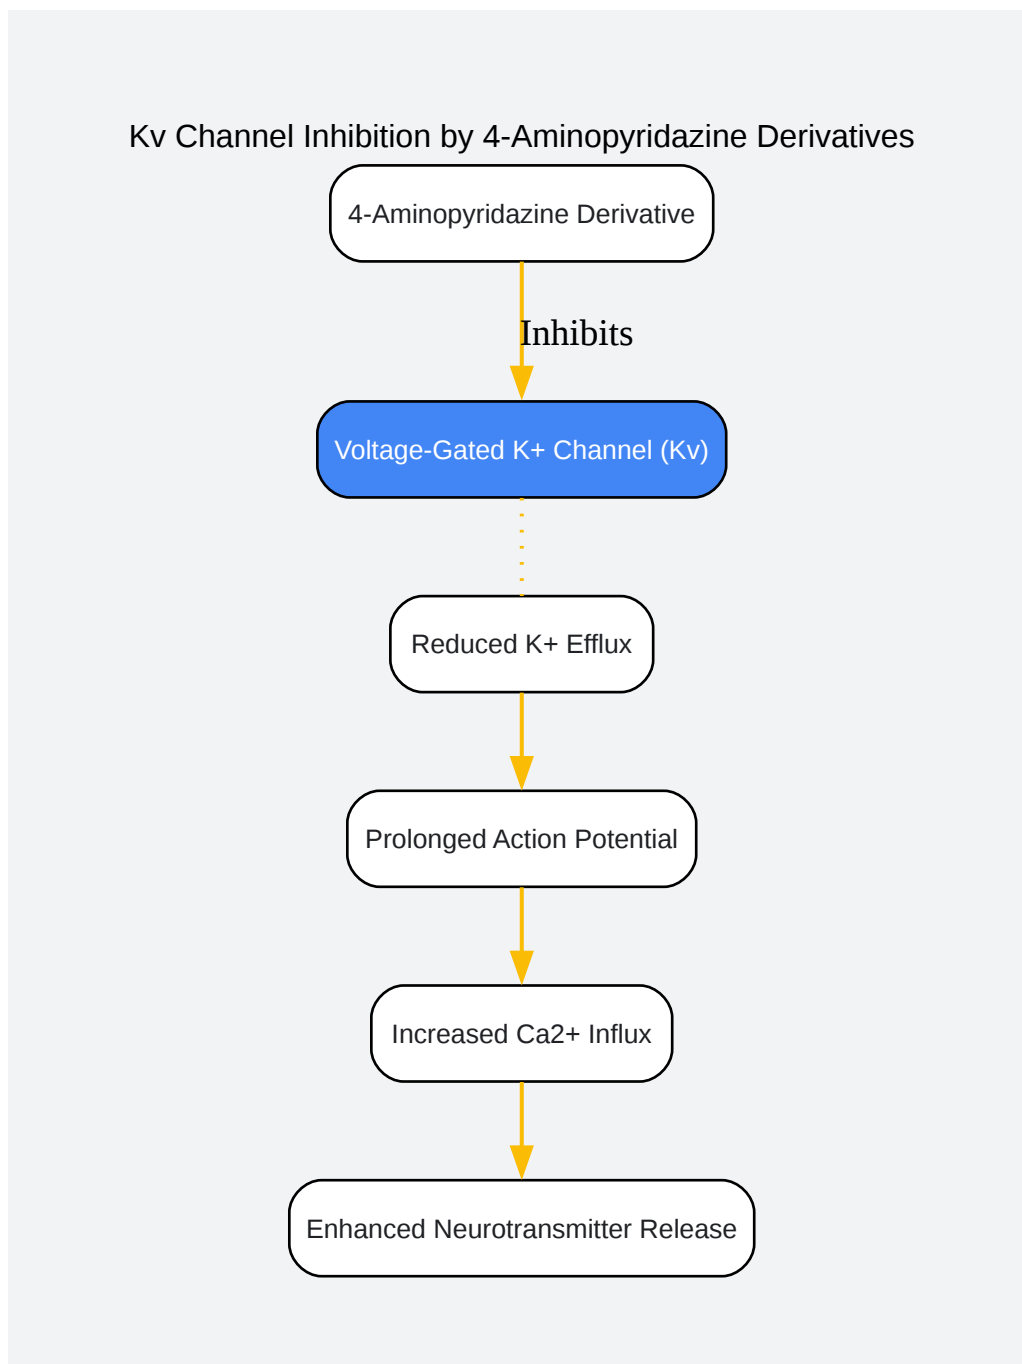 Kv Channel Inhibition by 4-Aminopyridazine Derivatives
4-Aminopyridazine Derivative
Inhibits
Voltage-Gated K+ Channel (Kv)
Reduced K+ Efflux
Prolonged Action Potential
Increased Ca2+ Influx
Enhanced Neurotransmitter Release